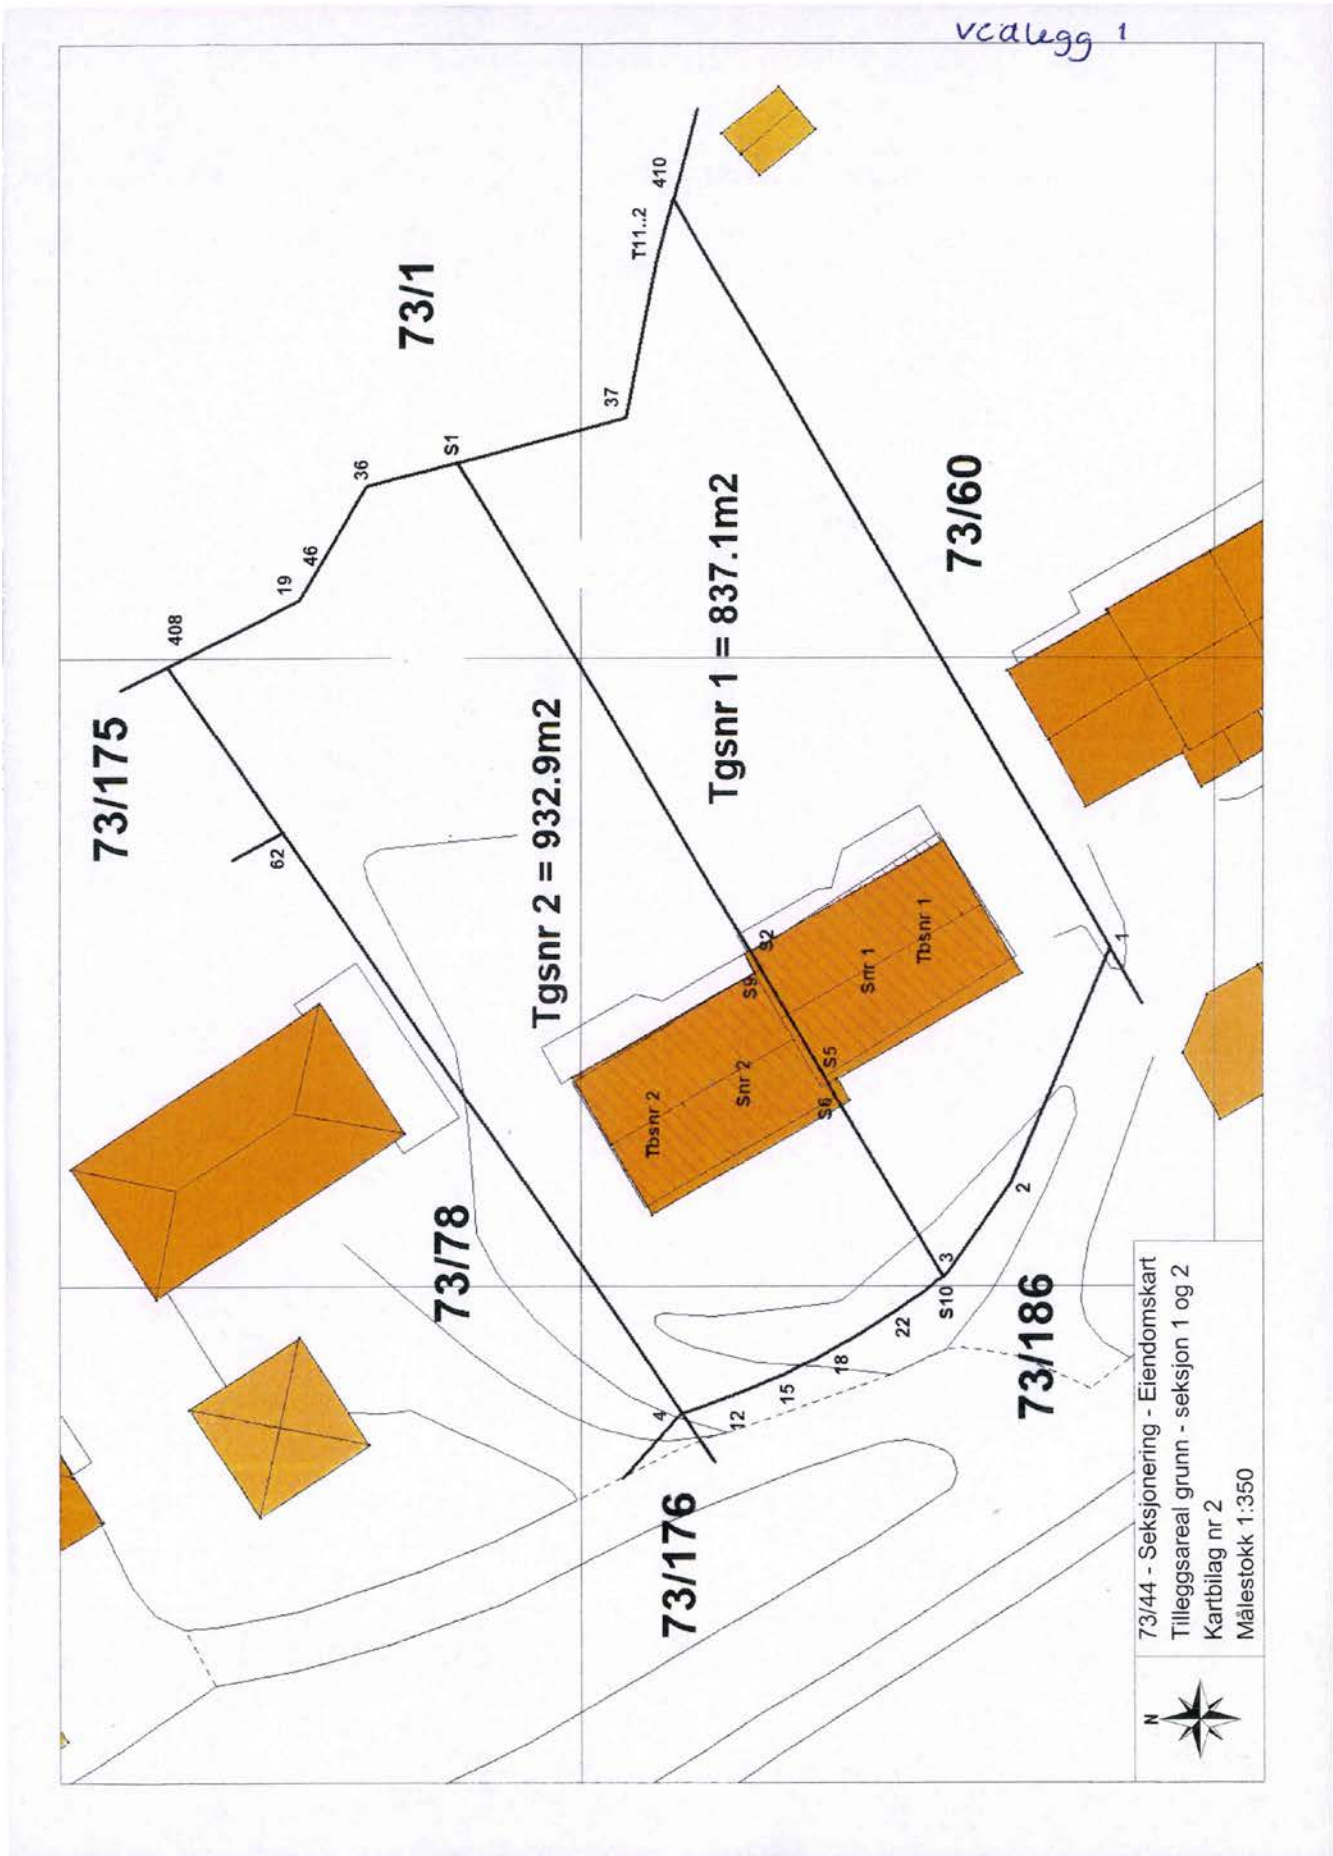 vedlegg 1
73/175
408
19
46
36
S1
73/1
37
T11..2
410
62
Tgsnr 2 = 932.9m2
Tgsnr 1 = 837.1m2
73/60
73/78
Tbsnr 2
Snr 2
S9
S2
S6
S5
Snr 1
Tbsnr 1
1
2
3
S10
22
18
15
12
4
73/176
73/186
N
73/44 - Seksjonering - Eiendomskart
Tilleggsareal grunn - seksjon 1 og 2
Kartbilag nr 2
Målestokk 1:350